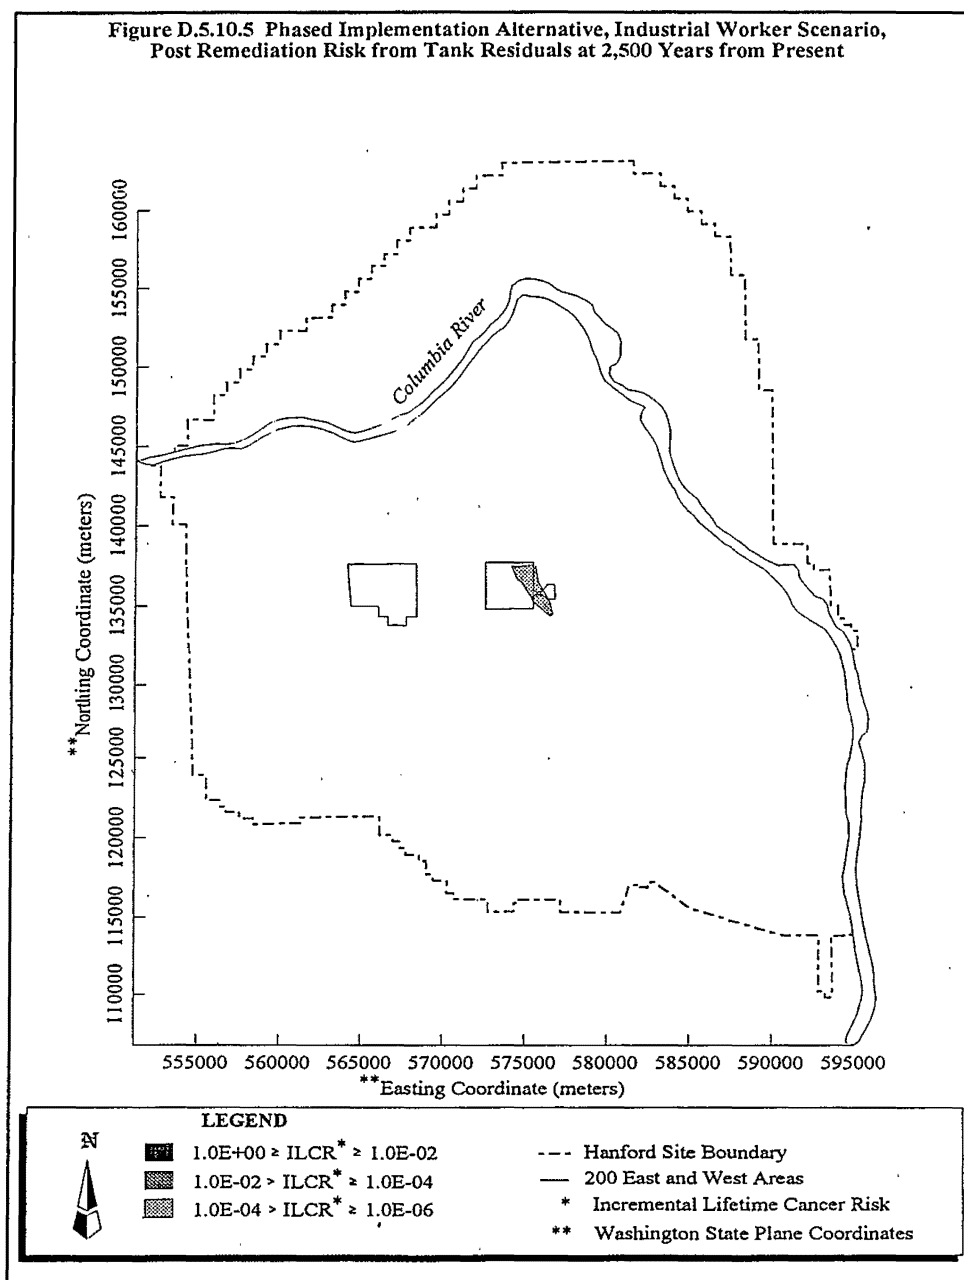 Figure D.5.10.5 Phased Implementation Alternative, Industrial Worker Scenario,
Post Remediation Risk from Tank Residuals at 2,500 Years from Present
160000
155000
150000
145000
140000
135000
130000
125000
120000
115000
110000
**Northing Coordinate (meters)
Columbia River
555000 560000 565000 570000 575000 580000 585000 590000 595000
**Easting Coordinate (meters)
LEGEND
N
1.0E+00 ≥ ILCR* ≥ 1.0E-02
1.0E-02 > ILCR* ≥ 1.0E-04
1.0E-04 > ILCR* ≥ 1.0E-06
Hanford Site Boundary
200 East and West Areas
* Incremental Lifetime Cancer Risk
** Washington State Plane Coordinates